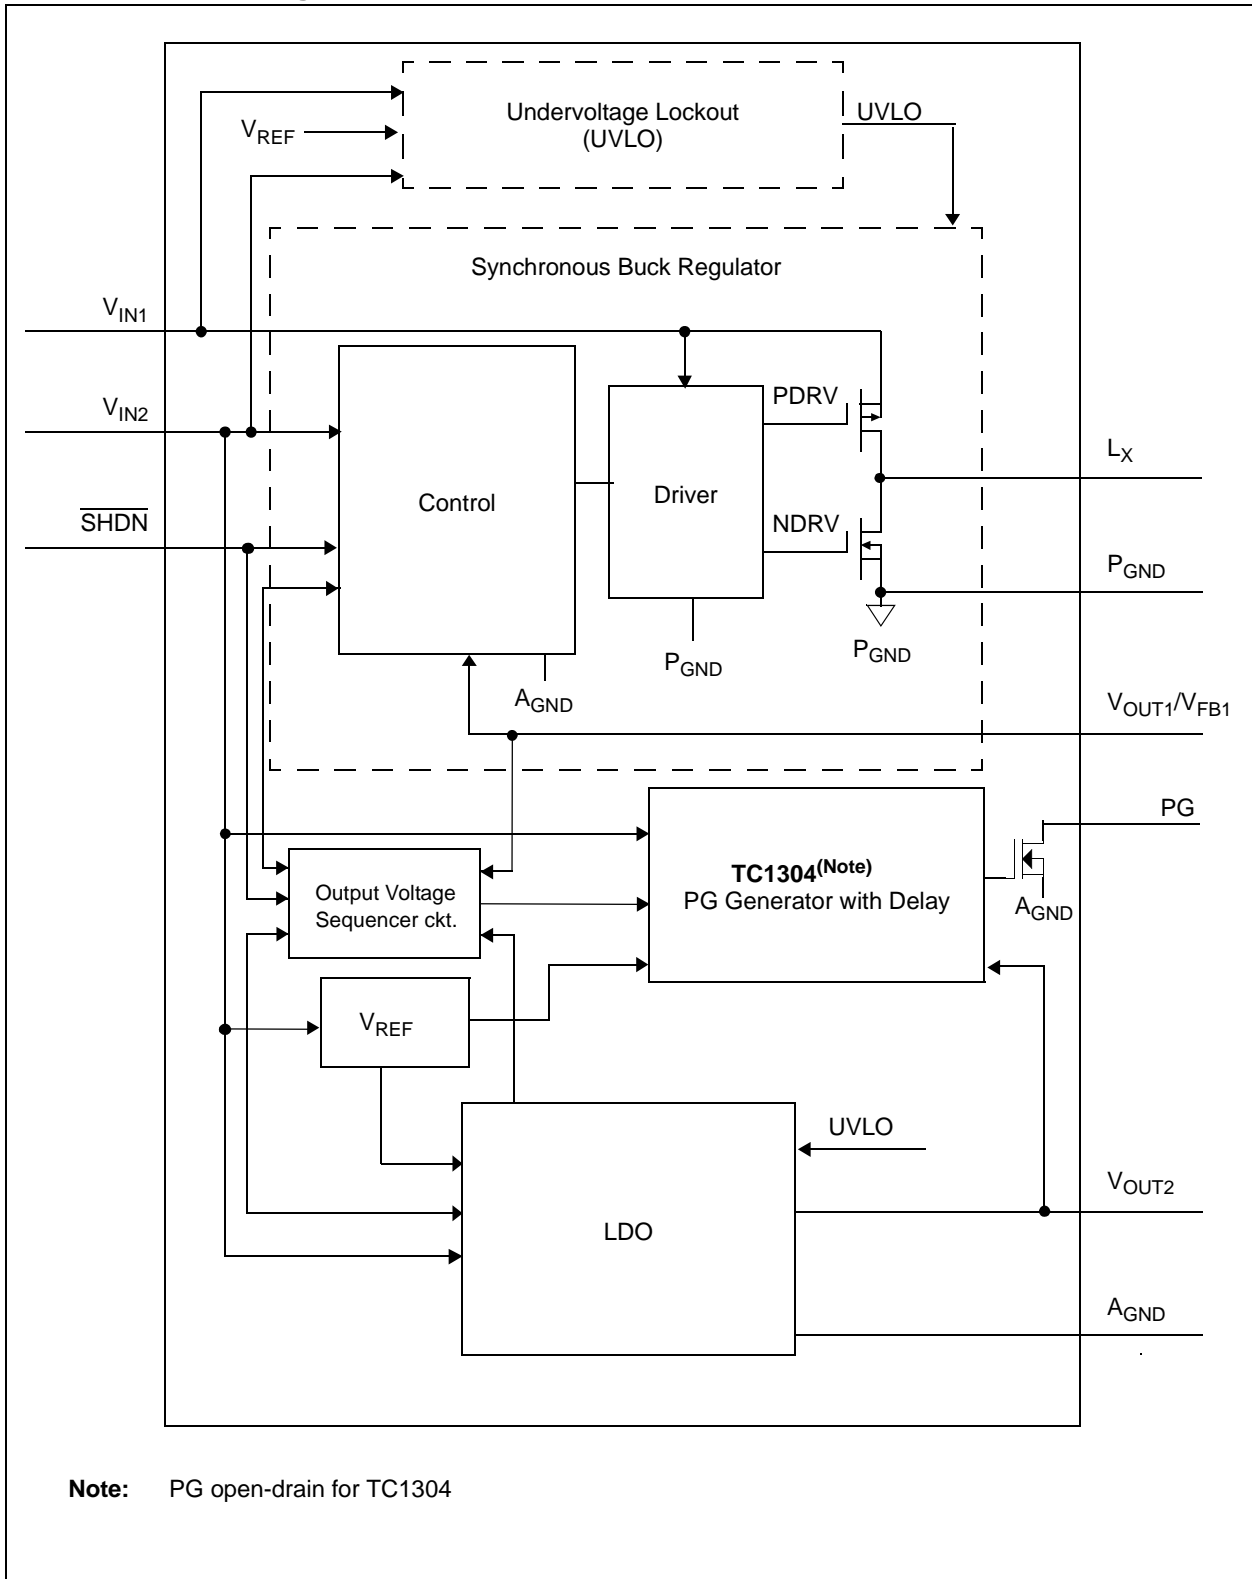 Undervoltage Lockout
(UVLO)
UVLO
VREF
Synchronous Buck Regulator
VIN1
VIN2
SHDN
Control
Driver
PDRV
NDRV
LX
PGND
PGND
PGND
AGND
VOUT1/VFB1
PG
TC1304(Note)
PG Generator with Delay
AGND
Output Voltage
Sequencer ckt.
VREF
UVLO
LDO
VOUT2
AGND
Note: PG open-drain for TC1304